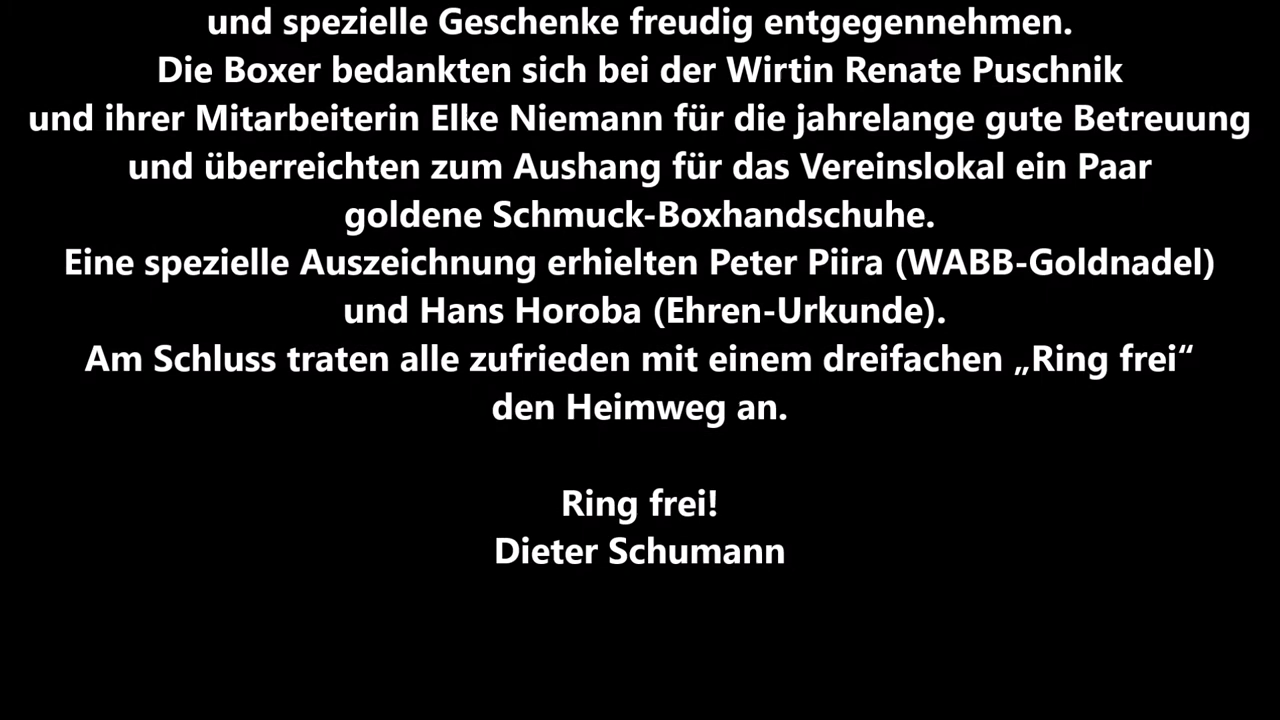 und spezielle Geschenke freudig entgegennehmen.
Die Boxer bedankten sich bei der Wirtin Renate Puschnik
und ihrer Mitarbeiterin Elke Niemann für die jahrelange gute Betreuung
und überreichten zum Aushang für das Vereinslokal ein Paar
goldene Schmuck-Boxhandschuhe.
Eine spezielle Auszeichnung erhielten Peter Piira (WABB-Goldnadel)
und Hans Horoba (Ehren-Urkunde).
Am Schluss traten alle zufrieden mit einem dreifachen „Ring frei“
den Heimweg an.
Ring frei!
Dieter Schumann